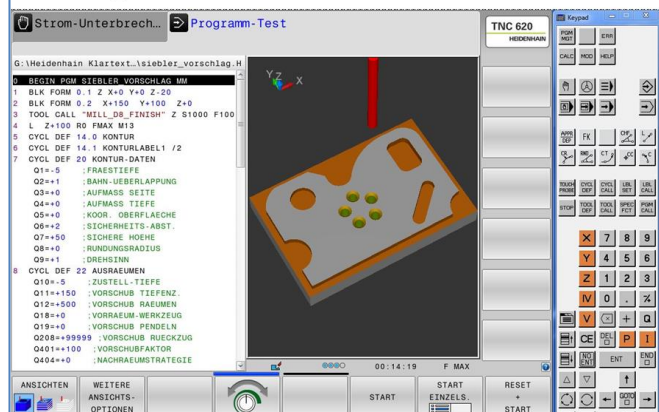 Strom-Unterbrech... Programm-Test
TNC 620
HEIDENHAIN
G:\Heidenhain Klartext…\siebler_vorschlag.H
0 BEGIN PGM SIEBLER_VORSCHLAG MM
1 BLK FORM 0.1 Z X+0 Y+0 Z-20
2 BLK FORM 0.2 X+150 Y+100 Z+0
3 TOOL CALL "MILL_D8_FINISH" Z S1000 F100
4 L Z+100 R0 FMAX M13
5 CYCL DEF 14.0 KONTUR
6 CYCL DEF 14.1 KONTURLABEL1 /2
7 CYCL DEF 20 KONTUR-DATEN
Q1=-5 ;FRAESTIEFE
Q2=+1 ;BAHN-UEBERLAPPUNG
Q3=+0 ;AUFMASS SEITE
Q4=+0 ;AUFMASS TIEFE
Q5=+0 ;KOOR. OBERFLAECHE
Q6=+2 ;SICHERHEITS-ABST.
Q7=+50 ;SICHERE HOEHE
Q8=+0 ;RUNDUNGSRADIUS
Q9=+1 ;DREHSINN
8 CYCL DEF 22 AUSRAEUMEN
Q10=-5 ;ZUSTELL-TIEFE
Q11=+150 ;VORSCHUB TIEFENZ.
Q12=+500 ;VORSCHUB RAEUMEN
Q18=+0 ;VORRAEUM-WERKZEUG
Q19=+0 ;VORSCHUB PENDELN
Q208=+99999 ;VORSCHUB RUECKZUG
Q401=+100 ;VORSCHUBFAKTOR
Q404=+0 ;NACHRAEUMSTRATEGIE
Y Z X
00:14:19 F MAX
ANSICHTEN
WEITERE
ANSICHTS-
OPTIONEN
START
START
EINZELS.
RESET
+
START
Keypad
PGM MGT ERR
CALC MOD HELP
APPR DEP FK CHF L
CR RND CT CC C
TOUCH PROBE CYCL DEF CYCL CALL LBL SET LBL CALL
STOP TOOL DEF TOOL CALL SPEC FCT PGM CALL
X 7 8 9
Y 4 5 6
Z 1 2 3
IV 0 .
V + Q
CE DEL P I
NO ENT ENT END
GOTO